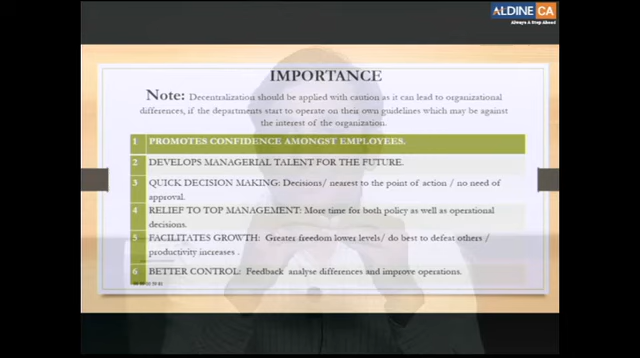 ALDINE CA
Always A Step Ahead
IMPORTANCE
Note: Decentralization should be applied with caution as it can lead to organizational
differences, if the departments start to operate on their own guidelines which may be against
the interest of the organization.
1 PROMOTES CONFIDENCE AMONGST EMPLOYEES.
2 DEVELOPS MANAGERIAL TALENT FOR THE FUTURE.
3 QUICK DECISION MAKING: Decisions/ nearest to the point of action / no need of
approval.
4 RELIEF TO TOP MANAGEMENT: More time for both policy as well as operational
decisions.
5 FACILITATES GROWTH: Greater freedom lower levels/ do best to defeat others /
productivity increases .
6 BETTER CONTROL: Feedback analyse differences and improve operations.